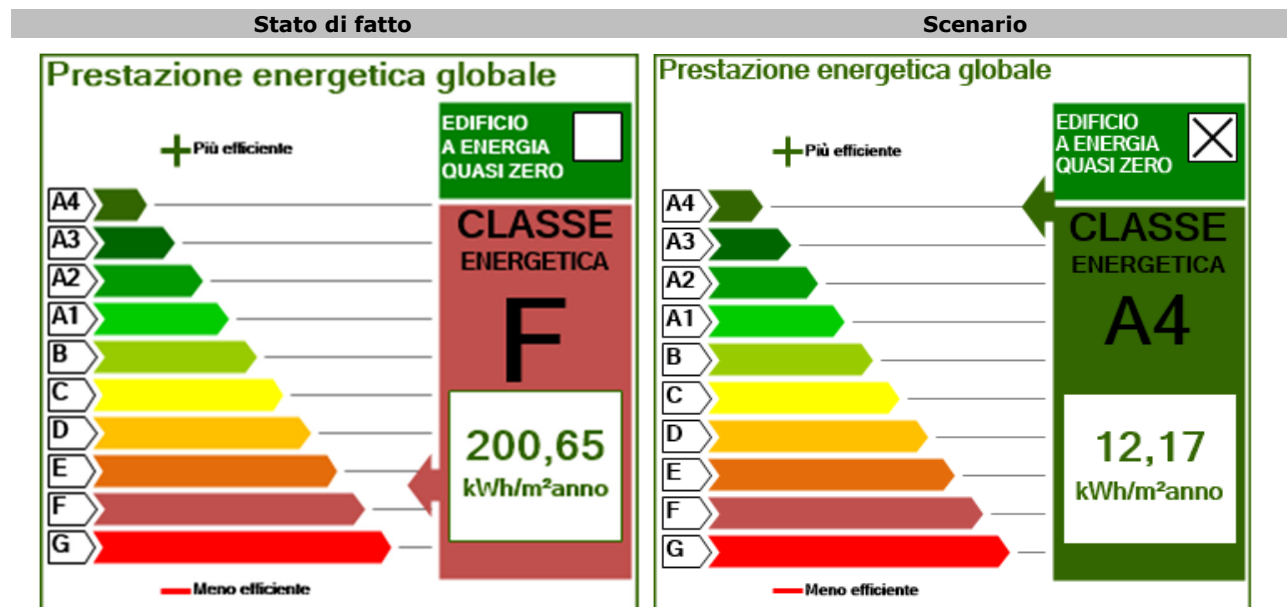 Stato di fatto
Scenario
Prestazione energetica globale
EDIFICIO
A ENERGIA
QUASI ZERO
Più efficiente
A4
A3
A2
A1
B
C
D
E
F
G
CLASSE
ENERGETICA
F
200,65
kWh/m²anno
Meno efficiente
Prestazione energetica globale
EDIFICIO
A ENERGIA
QUASI ZERO
Più efficiente
A4
A3
A2
A1
B
C
D
E
F
G
CLASSE
ENERGETICA
A4
12,17
kWh/m²anno
Meno efficiente